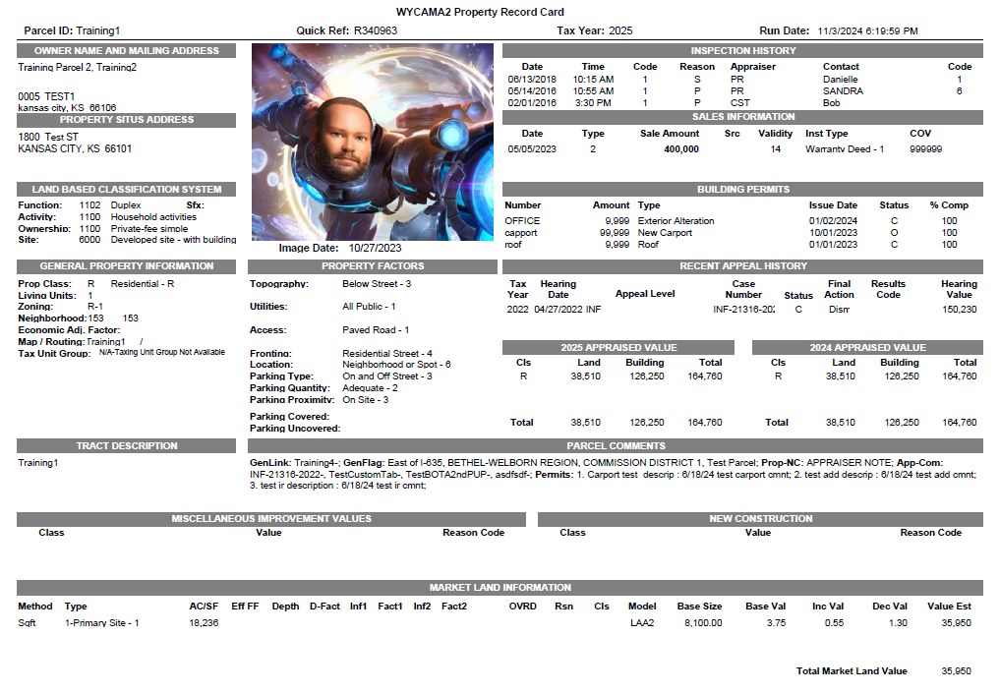 WYCAMA2 Property Record Card
Parcel ID: Training1 Quick Ref: R340963 Tax Year: 2025 Run Date: 11/3/2024 6:19:59 PM
OWNER NAME AND MAILING ADDRESS
Training Parcel 2, Training2
0005 TEST1
kansas city, KS 66106
PROPERTY SITUS ADDRESS
1800 Test ST
KANSAS CITY, KS 66101
LAND BASED CLASSIFICATION SYSTEM
Function: 1102 Duplex Sfx:
Activity: 1100 Household activities
Ownership: 1100 Private-fee simple
Site: 6000 Developed site - with building
Image Date: 10/27/2023
INSPECTION HISTORY
Date Time Code Reason Appraiser Contact Code
06/13/2018 10:15 AM 1 S PR Danielle 1
05/14/2016 10:55 AM 1 P PR SANDRA 6
02/01/2016 3:30 PM 1 P CST Bob
SALES INFORMATION
Date Type Sale Amount Src Validity Inst Type COV
05/05/2023 2 400,000 14 Warranty Deed - 1 999999
BUILDING PERMITS
Number Amount Type Issue Date Status % Comp
OFFICE 9,999 Exterior Alteration 01/02/2024 C 100
capport 99,999 New Carport 10/01/2023 O 100
roof 9,999 Roof 01/01/2023 C 100
GENERAL PROPERTY INFORMATION
Prop Class: R Residential - R
Living Units: 1
Zoning: R-1
Neighborhood: 153 153
Economic Adj. Factor:
Map / Routing: Training1 /
Tax Unit Group: N/A-Taxing Unit Group Not Available
PROPERTY FACTORS
Topography: Below Street - 3
Utilities: All Public - 1
Access: Paved Road - 1
Fronting: Residential Street - 4
Location: Neighborhood or Spot - 6
Parking Type: On and Off Street - 3
Parking Quantity: Adequate - 2
Parking Proximity: On Site - 3
Parking Covered:
Parking Uncovered:
RECENT APPEAL HISTORY
Tax Year Hearing Date Appeal Level Case Number Status Final Action Results Code Hearing Value
2022 04/27/2022 INF INF-21316-202 C Dism 150,230
2025 APPRAISED VALUE
Cls Land Building Total
R 38,510 126,250 164,760
Total 38,510 126,250 164,760
2024 APPRAISED VALUE
Cls Land Building Total
R 38,510 126,250 164,760
Total 38,510 126,250 164,760
TRACT DESCRIPTION
Training1
PARCEL COMMENTS
GenLink: Training4-; GenFlag: East of I-635, BETHEL-WELBORN REGION, COMMISSION DISTRICT 1, Test Parcel; Prop-NC: APPRAISER NOTE; App-Com:
INF-21316-2022-, TestCustomTab-, TestBOTA2ndPUP-, asdfsdf-; Permits: 1. Carport test descrip : 6/18/24 test carport cmnt; 2. test add descrip : 6/18/24 test add cmnt;
3. test ir description : 6/18/24 test ir cmnt;
MISCELLANEOUS IMPROVEMENT VALUES
Class Value Reason Code
NEW CONSTRUCTION
Class Value Reason Code
MARKET LAND INFORMATION
Method Type AC/SF Eff FF Depth D-Fact Inf1 Fact1 Inf2 Fact2 OVRD Rsn Cls Model Base Size Base Val Inc Val Dec Val Value Est
Sqft 1-Primary Site - 1 18,236 LAA2 8,100.00 3.75 0.55 1.30 35,950
Total Market Land Value 35,950